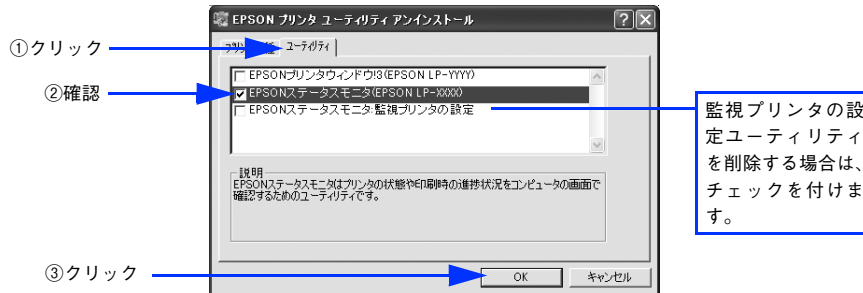 EPSON プリンタ ユーティリティ アンインストール
①クリック
ユーティリティ
EPSONプリンタウィンドウ!3(EPSON LP-YYYY)
②確認
EPSONステータスモニタ(EPSON LP-XXXX)
EPSONステータスモニタ:監視プリンタの設定
監視プリンタの設
定ユーティリティ
を削除する場合は、
チェックを付けま
す。
説明
EPSONステータスモニタはプリンタの状態や印刷時の進捗状況をコンピュータの画面で
確認するためのユーティリティです。
③クリック
OK
キャンセル